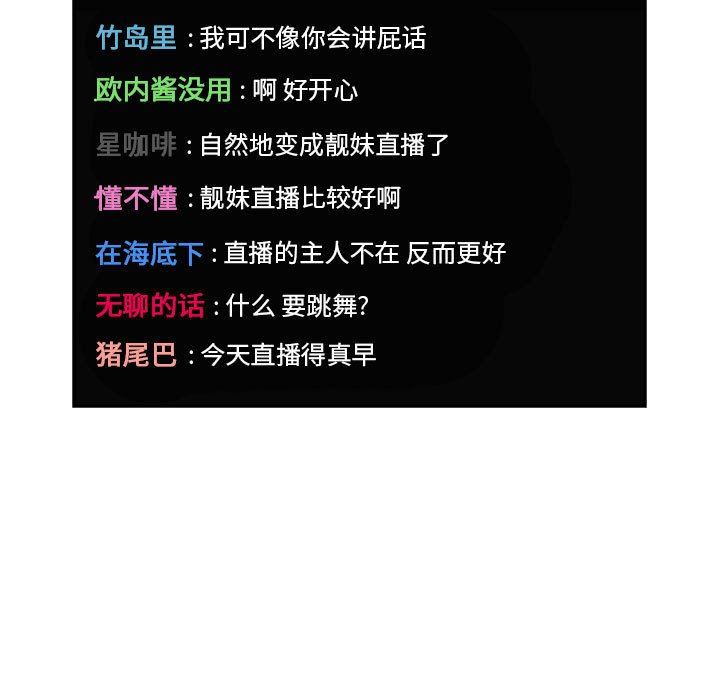 竹岛里 : 我可不像你会讲屁话
欧内酱没用 : 啊 好开心
星咖啡 : 自然地变成靓妹直播了
懂不懂 : 靓妹直播比较好啊
在海底下 : 直播的主人不在 反而更好
无聊的话 : 什么 要跳舞?
猪尾巴 : 今天直播得真早